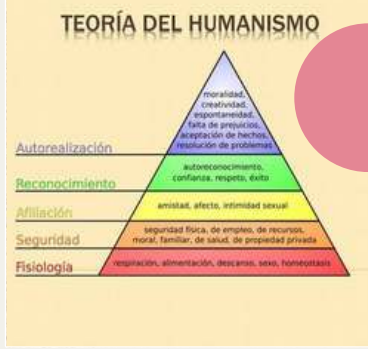 TEORÍA DEL HUMANISMO
moralidad,
creatividad,
espontaneidad,
falta de prejuicios,
aceptación de hechos,
resolución de problemas
Autorealización
autoreconocimiento,
confianza, respeto, éxito
Reconocimiento
amistad, afecto, intimidad sexual
Afiliación
seguridad física, de empleo, de recursos,
moral, familiar, de salud, de propiedad privada
Seguridad
respiración, alimentación, descanso, sexo, homeostasis
Fisiología